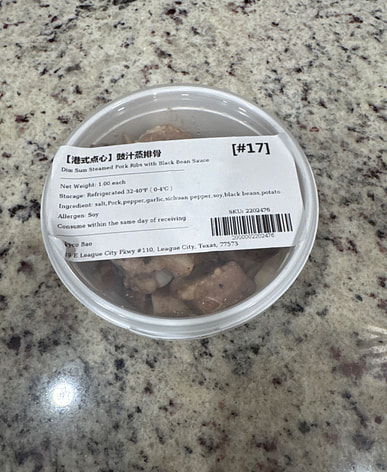 【港式点心】豉汁蒸排骨
[#17]
Dim Sum Steamed Pork Ribs with Black Bean Sauce
Net Weight: 1.00 each
Storage: Refrigerated 32-40°F ( 0-4°C )
Ingredient: salt,Pork,pepper,garlic,sichuan pepper,soy,black beans,potato.
Allergen: Soy
SKU: 2202476
Consume within the same day of receiving
2000002202476
Bao
E League City Pkwy #110, League City, Texas, 77573